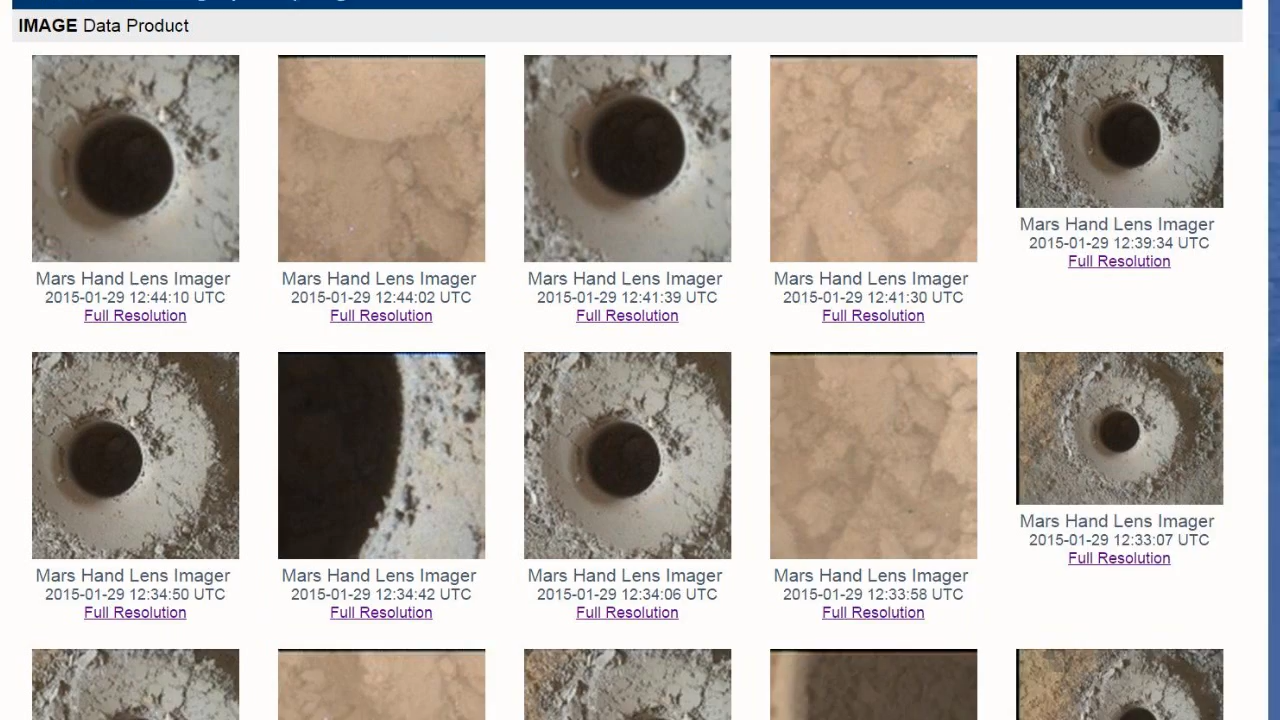 IMAGE Data Product
Mars Hand Lens Imager
2015-01-29 12:39:34 UTC
Full Resolution
Mars Hand Lens Imager
2015-01-29 12:44:10 UTC
Full Resolution
Mars Hand Lens Imager
2015-01-29 12:44:02 UTC
Full Resolution
Mars Hand Lens Imager
2015-01-29 12:41:39 UTC
Full Resolution
Mars Hand Lens Imager
2015-01-29 12:41:30 UTC
Full Resolution
Mars Hand Lens Imager
2015-01-29 12:33:07 UTC
Full Resolution
Mars Hand Lens Imager
2015-01-29 12:34:50 UTC
Full Resolution
Mars Hand Lens Imager
2015-01-29 12:34:42 UTC
Full Resolution
Mars Hand Lens Imager
2015-01-29 12:34:06 UTC
Full Resolution
Mars Hand Lens Imager
2015-01-29 12:33:58 UTC
Full Resolution